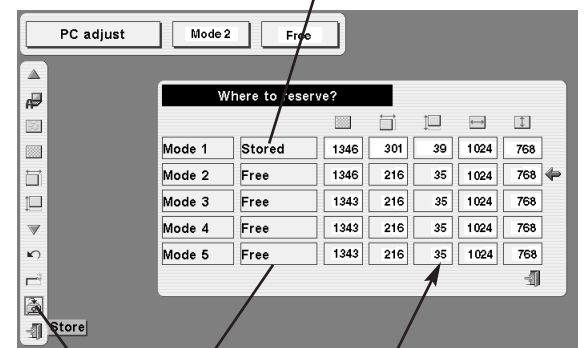 PC adjust Mode 2 Free
Where to reserve?
Mode 1 Stored 1346 301 39 1024 768
Mode 2 Free 1346 216 35 1024 768
Mode 3 Free 1343 216 35 1024 768
Mode 4 Free 1343 216 35 1024 768
Mode 5 Free 1343 216 35 1024 768
Store